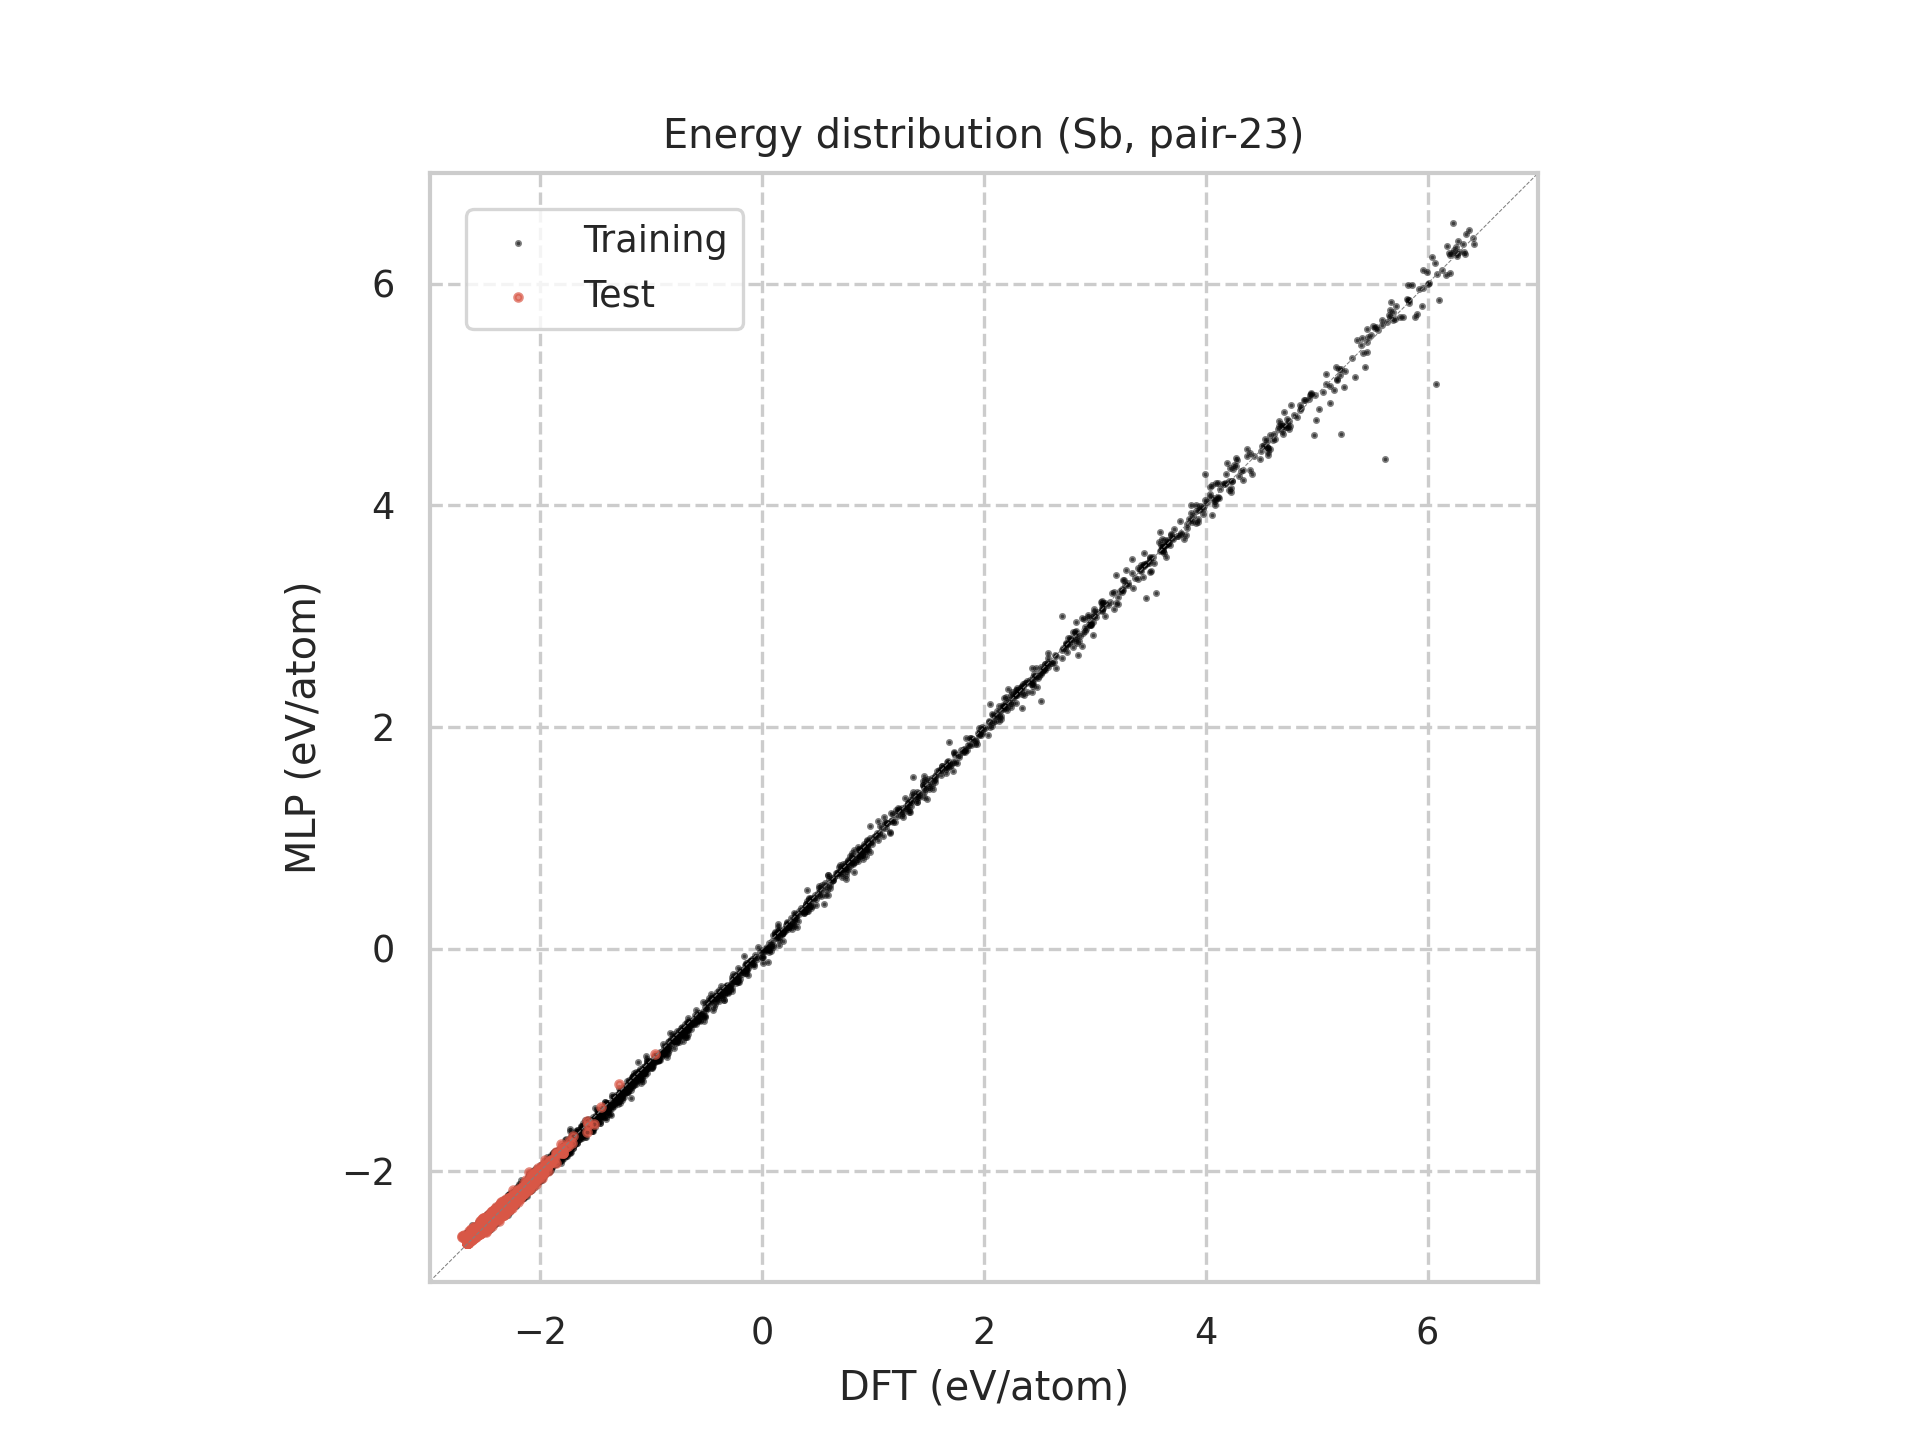 Energy distribution (Sb, pair-23)
Training
Test
6
4
2
0
−2
MLP (eV/atom)
−2
0
2
4
6
DFT (eV/atom)